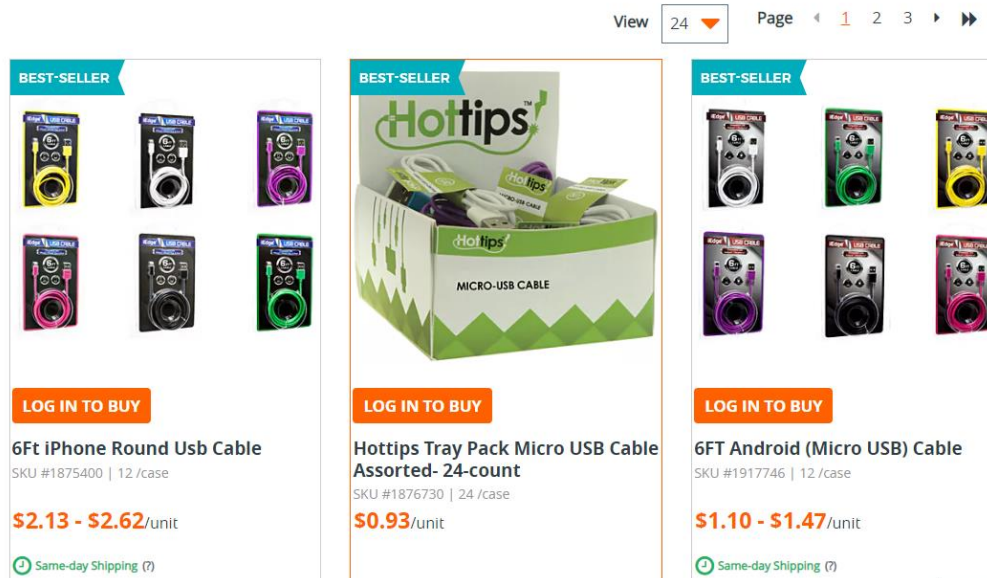 View 24 Page 1 2 3
BEST-SELLER
6Ft iPhone Round Usb Cable
LOG IN TO BUY
SKU #1875400 | 12 /case
$2.13 - $2.62/unit
Same-day Shipping (?)
BEST-SELLER
Hottips™
Hottips
MICRO-USB CABLE
Hottips!
MICRO-USB CABLE
LOG IN TO BUY
Hottips Tray Pack Micro USB Cable
Assorted- 24-count
SKU #1876730 | 24 /case
$0.93/unit
BEST-SELLER
LOG IN TO BUY
6FT Android (Micro USB) Cable
SKU #1917746 | 12 /case
$1.10 - $1.47/unit
Same-day Shipping (?)